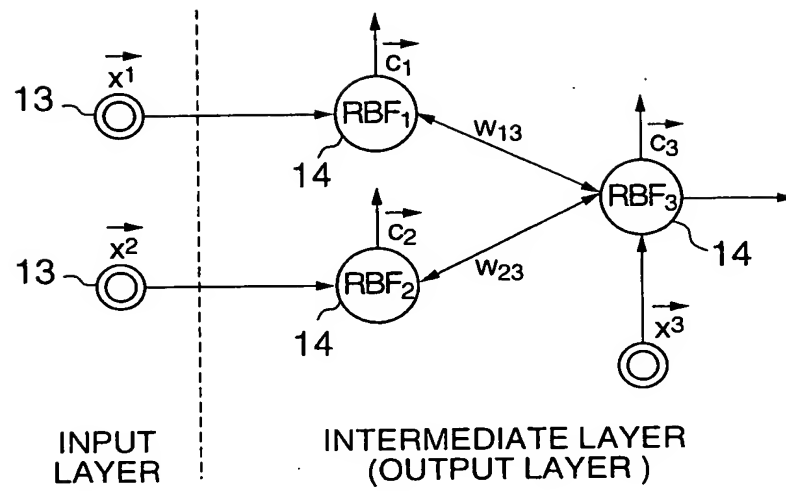 x¹
c₁
13
RBF₁
w₁₃
14
c₃
RBF₃
x²
c₂
14
13
RBF₂
w₂₃
14
x³
INPUT LAYER
INTERMEDIATE LAYER
(OUTPUT LAYER)